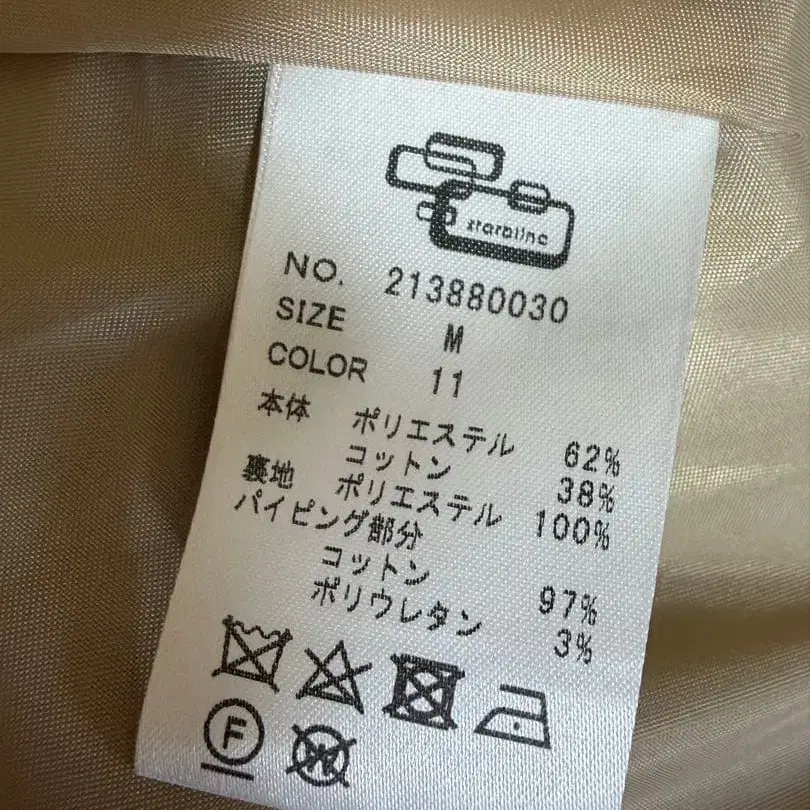 starbline
NO. 213880030
SIZE M
COLOR 11
本体 ポリエステル 62%
コットン 38%
裏地 ポリエステル 100%
パイピング部分
コットン 97%
ポリウレタン 3%
F
W